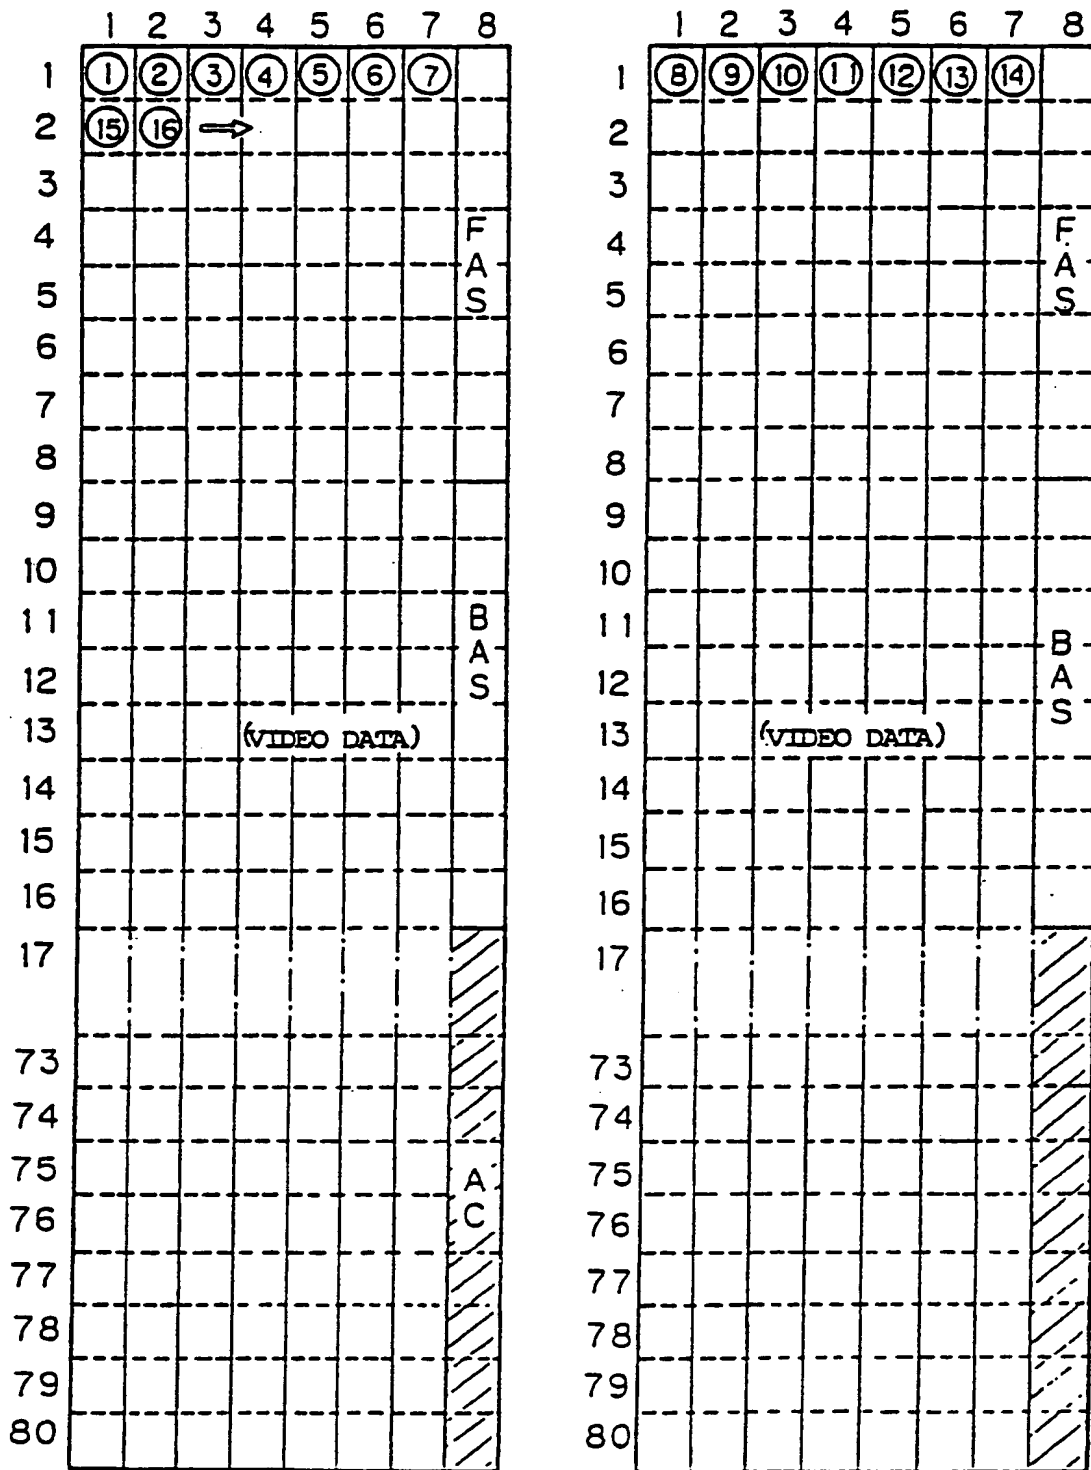 1 2 3 4 5 6 7 8 1 2 3 4 5 6 7 8
1 ① ② ③ ④ ⑤ ⑥ ⑦ 1 ⑧ ⑨ ⑩ ⑪ ⑫ ⑬ ⑭
2 ⑮ ⑯ ⇒ 2
3 3
4 F 4 F
A A
5 S 5 S
6 6
7 7
8 8
9 9
10 10
11 B 11
A B
12 S 12 A
S
13 (VIDEO DATA) 13 (VIDEO DATA)
14 14
15 15
16 16
17 17
73 73
74 74
75 A 75
76 C 76
77 77
78 78
79 79
80 80